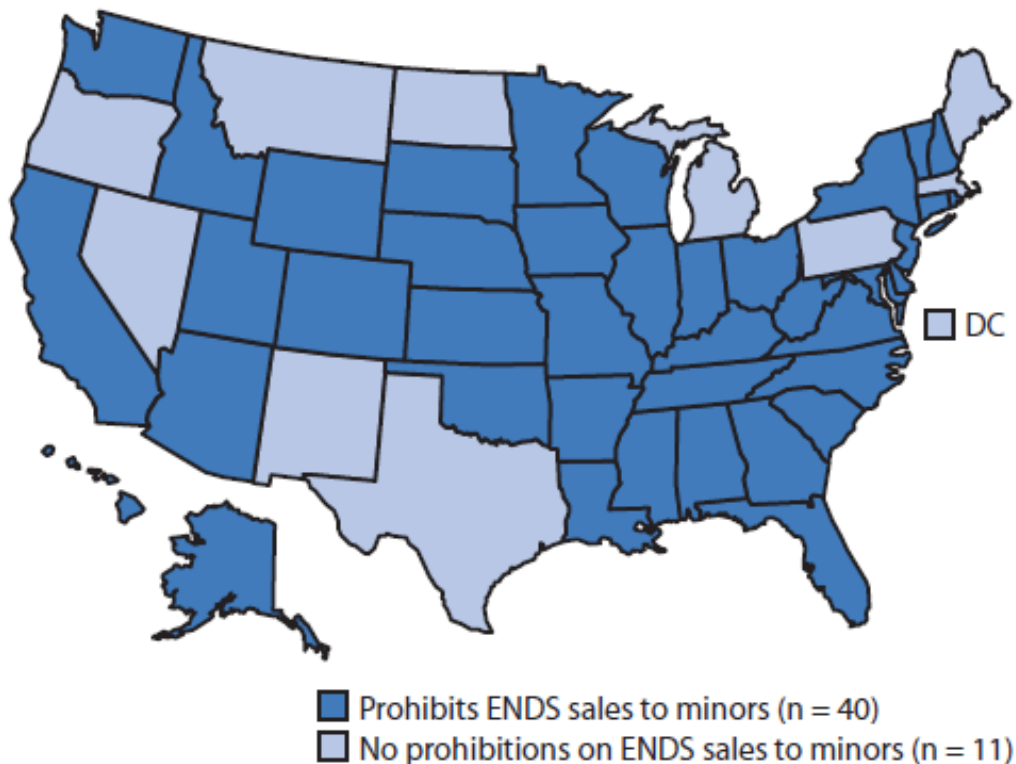 DC
Prohibits ENDS sales to minors (n = 40)
No prohibitions on ENDS sales to minors (n = 11)